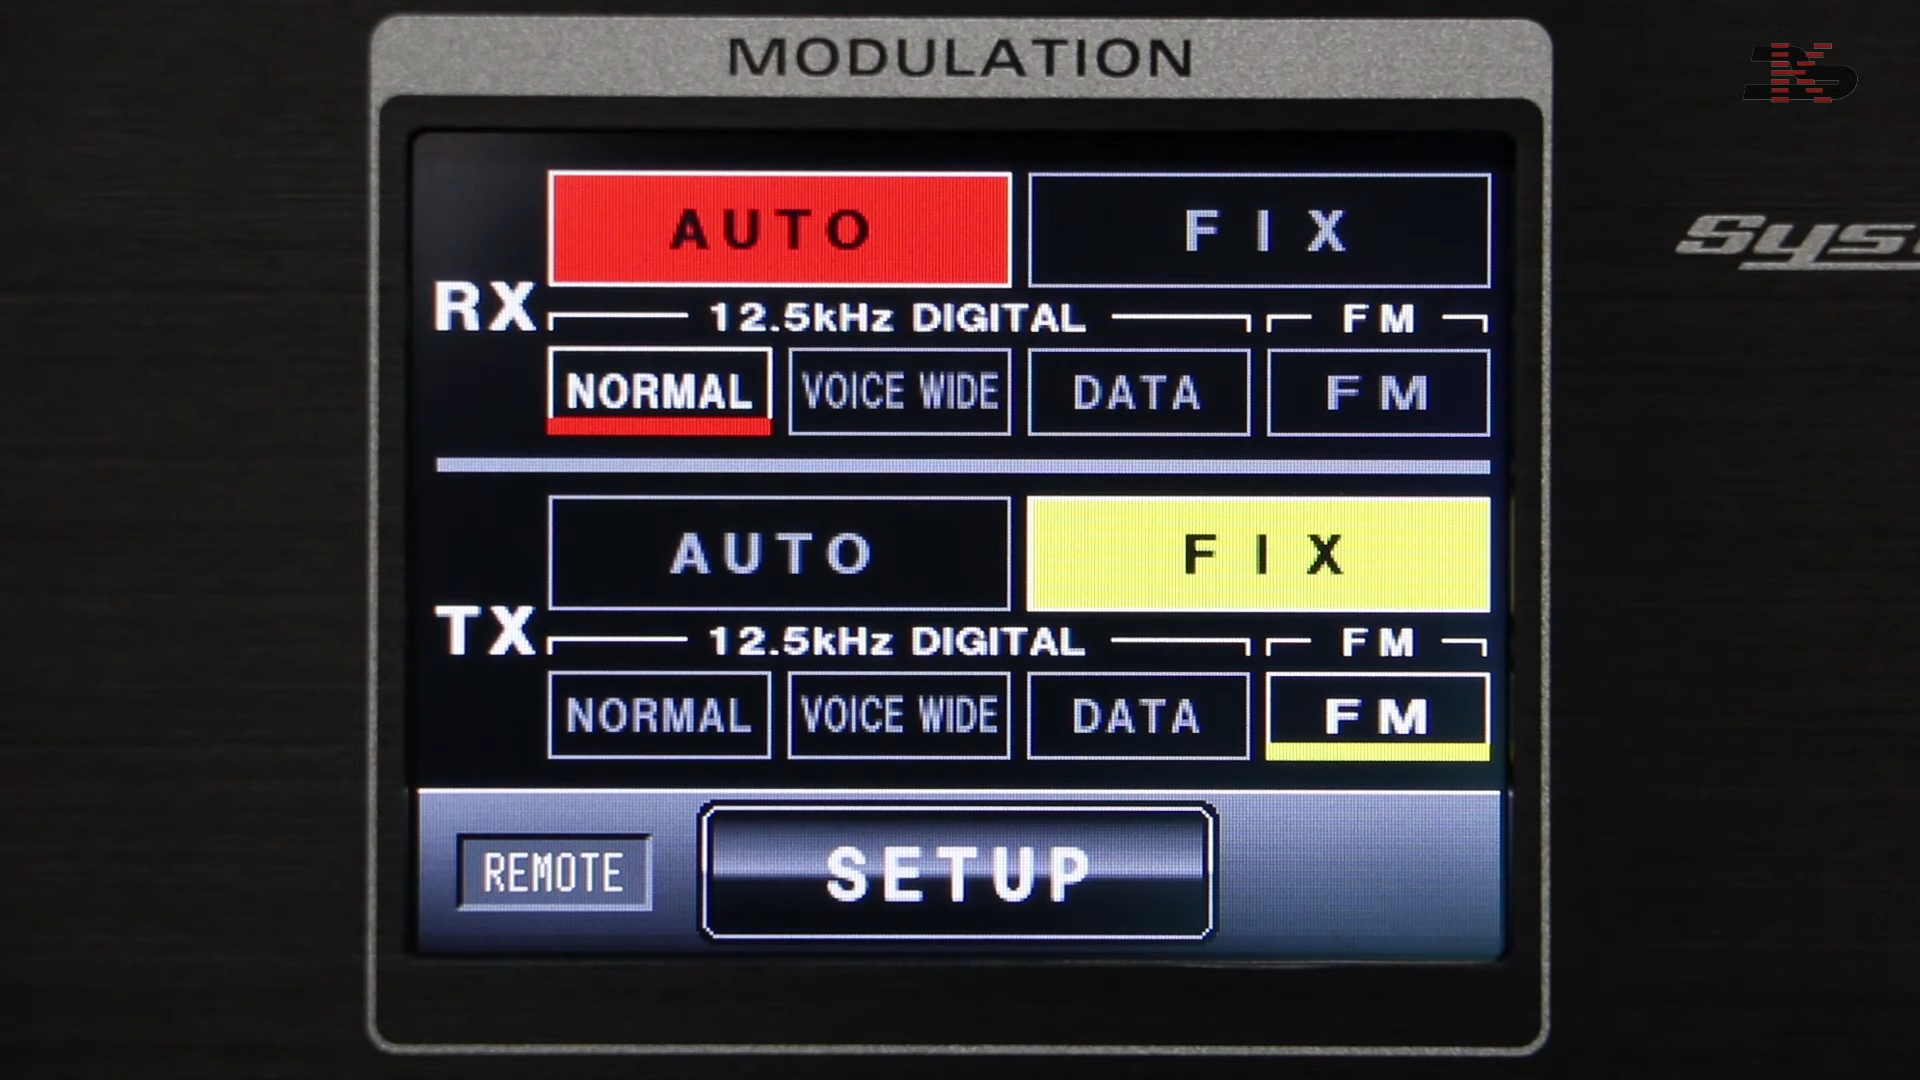 MODULATION
AUTO FIX
RX 12.5kHz DIGITAL FM
NORMAL VOICE WIDE DATA FM
AUTO FIX
TX 12.5kHz DIGITAL FM
NORMAL VOICE WIDE DATA FM
REMOTE SETUP